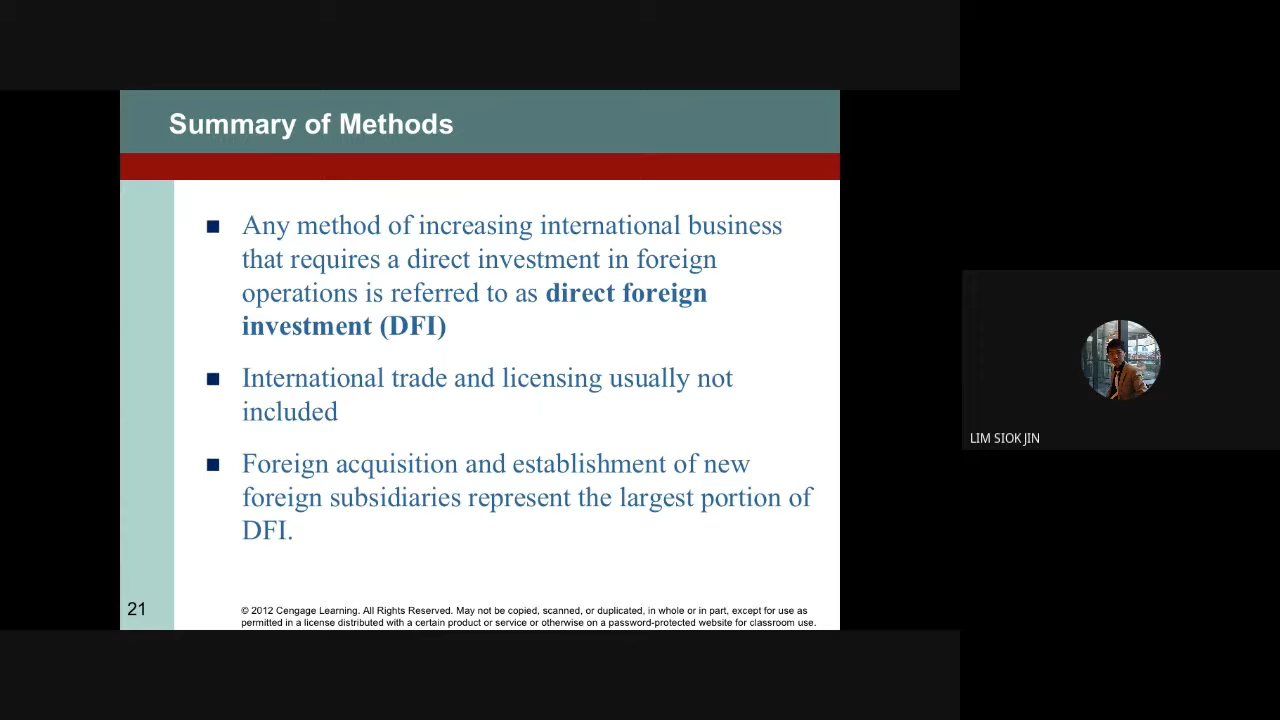 Summary of Methods
Any method of increasing international business
that requires a direct investment in foreign
operations is referred to as direct foreign
investment (DFI)
International trade and licensing usually not
included
Foreign acquisition and establishment of new
foreign subsidiaries represent the largest portion of
DFI.
21
© 2012 Cengage Learning. All Rights Reserved. May not be copied, scanned, or duplicated, in whole or in part, except for use as
permitted in a license distributed with a certain product or service or otherwise on a password-protected website for classroom use.
LIM SIOK JIN